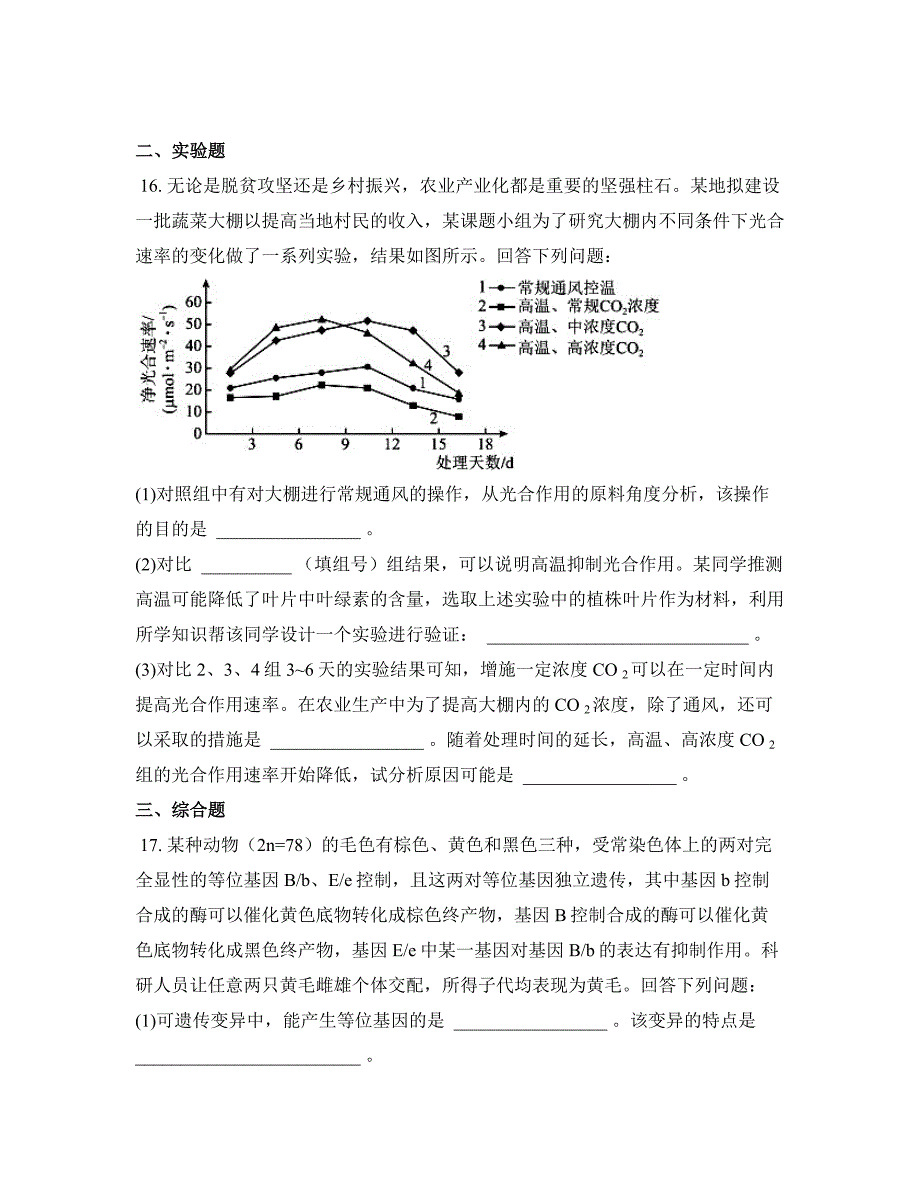 二、实验题
16. 无论是脱贫攻坚还是乡村振兴，农业产业化都是重要的坚强柱石。某地拟建设
一批蔬菜大棚以提高当地村民的收入，某课题小组为了研究大棚内不同条件下光合
速率的变化做了一系列实验，结果如图所示。回答下列问题：
净光合速率/
(μmol·m⁻²·s⁻¹)
60
50
40
30
20
10
0
3 6 9 12 15 18
处理天数/d
3
4
1
2
1 常规通风控温
2 高温、常规CO₂浓度
3 高温、中浓度CO₂
4 高温、高浓度CO₂
(1)对照组中有对大棚进行常规通风的操作，从光合作用的原料角度分析，该操作
的目的是 ________________ 。
(2)对比 __________ （填组号）组结果，可以说明高温抑制光合作用。某同学推测
高温可能降低了叶片中叶绿素的含量，选取上述实验中的植株叶片作为材料，利用
所学知识帮该同学设计一个实验进行验证： _____________________________ 。
(3)对比 2、3、4 组 3~6 天的实验结果可知，增施一定浓度 CO ₂ 可以在一定时间内
提高光合作用速率。在农业生产中为了提高大棚内的 CO ₂ 浓度，除了通风，还可
以采取的措施是 _________________ 。随着处理时间的延长，高温、高浓度 CO ₂
组的光合作用速率开始降低，试分析原因可能是 _________________ 。
三、综合题
17. 某种动物（2n=78）的毛色有棕色、黄色和黑色三种，受常染色体上的两对完
全显性的等位基因 B/b、E/e 控制，且这两对等位基因独立遗传，其中基因 b 控制
合成的酶可以催化黄色底物转化成棕色终产物，基因 B 控制合成的酶可以催化黄
色底物转化成黑色终产物，基因 E/e 中某一基因对基因 B/b 的表达有抑制作用。科
研人员让任意两只黄毛雌雄个体交配，所得子代均表现为黄毛。回答下列问题：
(1)可遗传变异中，能产生等位基因的是 _________________ 。该变异的特点是
_________________________ 。